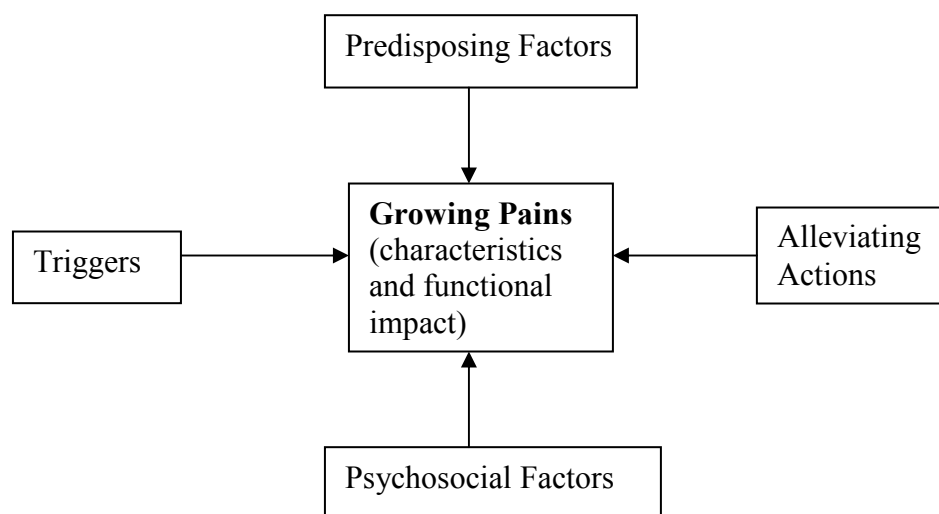 Predisposing Factors
Growing Pains
(characteristics
and functional
impact)
Triggers
Alleviating
Actions
Psychosocial Factors